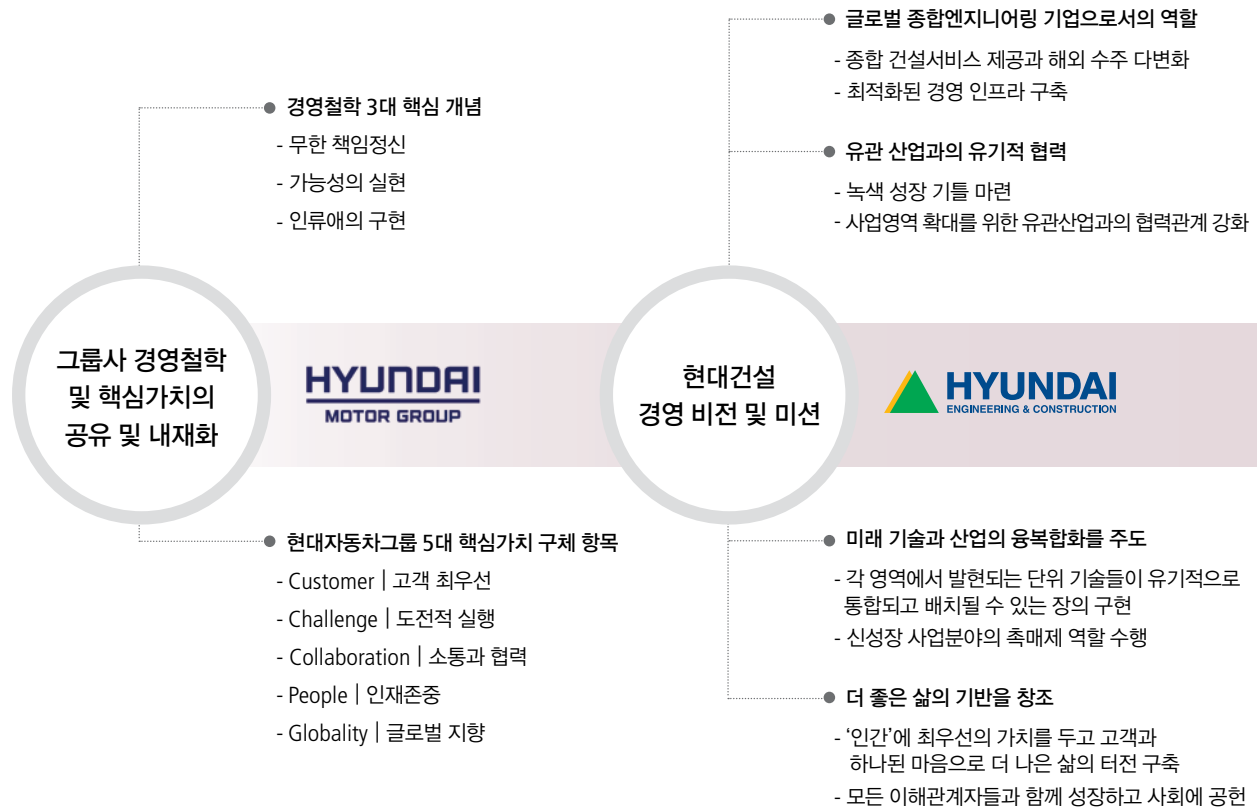 경영철학 3대 핵심 개념
- 무한 책임정신
- 가능성의 실현
- 인류애의 구현
그룹사 경영철학
및 핵심가치의
공유 및 내재화
HYUNDAI
MOTOR GROUP
현대자동차그룹 5대 핵심가치 구체 항목
- Customer | 고객 최우선
- Challenge | 도전적 실행
- Collaboration | 소통과 협력
- People | 인재존중
- Globality | 글로벌 지향
글로벌 종합엔지니어링 기업으로서의 역할
- 종합 건설서비스 제공과 해외 수주 다변화
- 최적화된 경영 인프라 구축
유관 산업과의 유기적 협력
- 녹색 성장 기틀 마련
- 사업영역 확대를 위한 유관산업과의 협력관계 강화
현대건설
경영 비전 및 미션
HYUNDAI
ENGINEERING & CONSTRUCTION
미래 기술과 산업의 융복합화를 주도
- 각 영역에서 발현되는 단위 기술들이 유기적으로
통합되고 배치될 수 있는 장의 구현
- 신성장 사업분야의 촉매제 역할 수행
더 좋은 삶의 기반을 창조
- ‘인간’에 최우선의 가치를 두고 고객과
하나된 마음으로 더 나은 삶의 터전 구축
- 모든 이해관계자들과 함께 성장하고 사회에 공헌